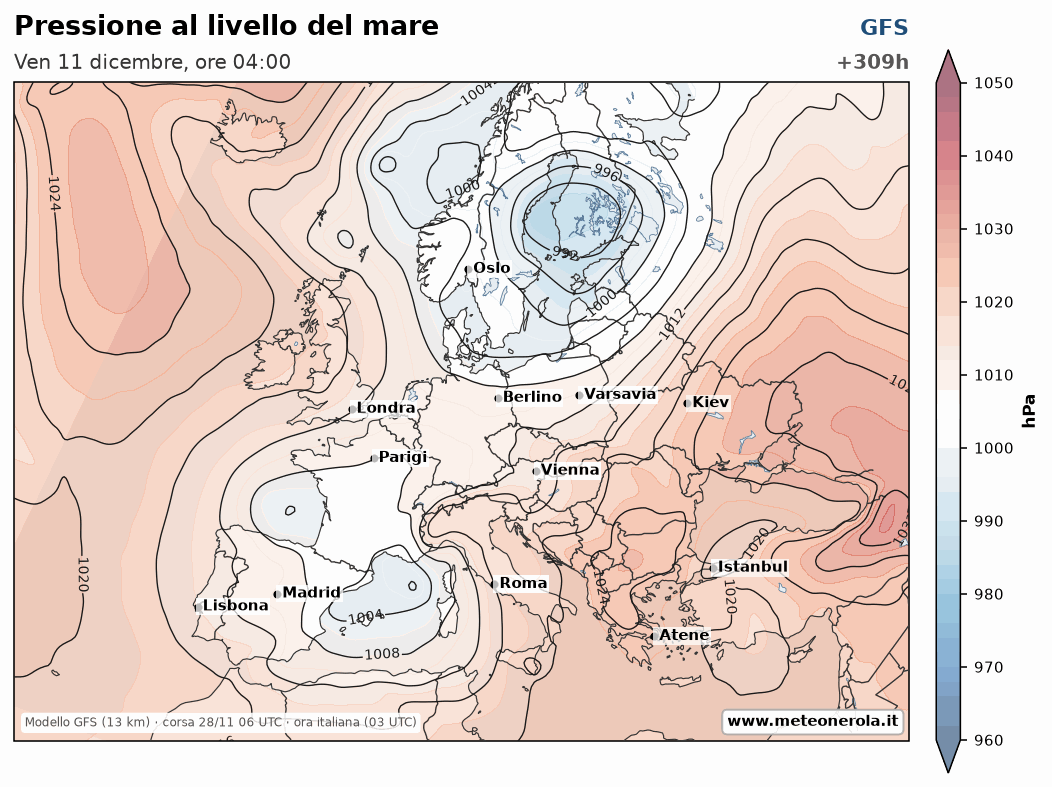 Pressione al livello del mare
GFS
Ven 11 dicembre, ore 04:00
+309h
1050
1040
1030
1020
1010
1000
990
980
970
960
hPa
1004
1024
996
1000
992
Oslo
1000
1012
Berlino
Varsavia
Kiev
Londra
Parigi
Vienna
1020
1020
Istanbul
Roma
1024
1020
Madrid
Lisbona
1004
Atene
1008
Modello GFS (13 km) · corsa 28/11 06 UTC · ora italiana (03 UTC)
www.meteonerola.it